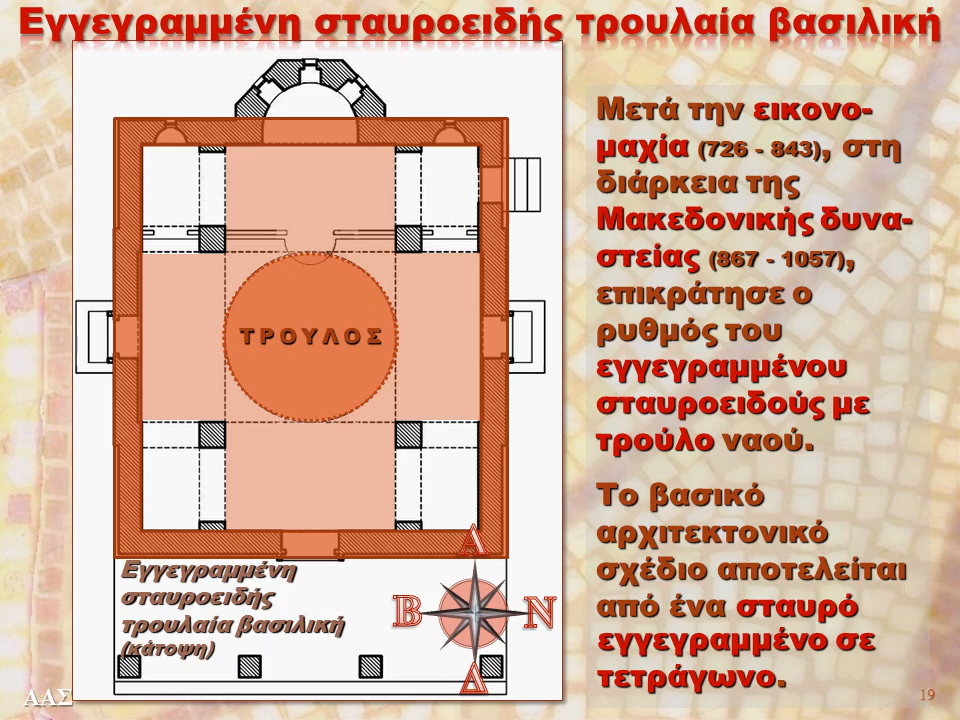 Εγγεγραμμένη σταυροειδής τρουλαία βασιλική
Μετά την εικονο-
μαχία (726 - 843), στη
διάρκεια της
Μακεδονικής δυνα-
στείας (867 - 1057),
επικράτησε ο
ρυθμός του
εγγεγραμμένου
σταυροειδούς με
τρούλο ναού.
Το βασικό
αρχιτεκτονικό
σχέδιο αποτελείται
από ένα σταυρό
εγγεγραμμένο σε
τετράγωνο.
ΤΡΟΥΛΟΣ
Εγγεγραμμένη
σταυροειδής
τρουλαία βασιλική
(κάτοψη)
Α
Β Ν
Δ
ΑΑΣ
19